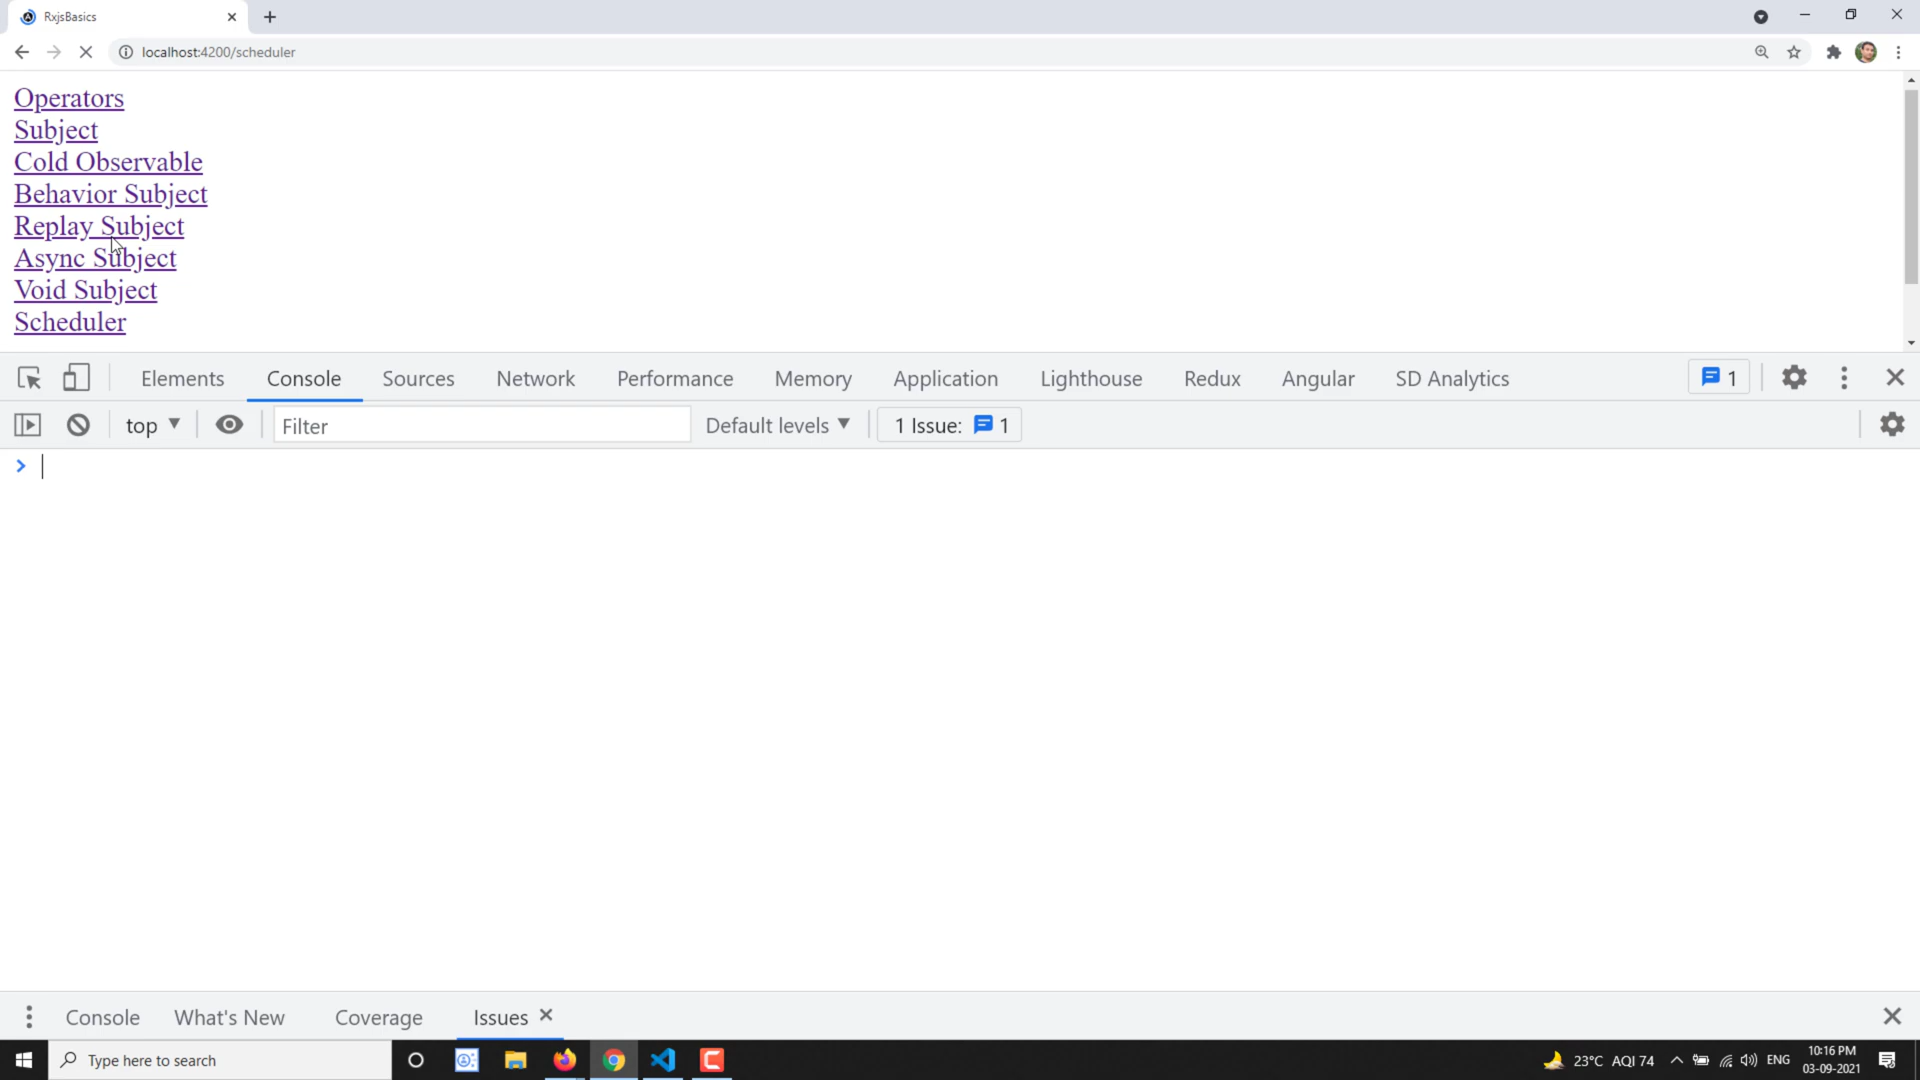 RxjsBasics
localhost:4200/scheduler
Operators
Subject
Cold Observable
Behavior Subject
Replay Subject
Async Subject
Void Subject
Scheduler
Elements Console Sources Network Performance Memory Application Lighthouse Redux Angular SD Analytics 1
top Filter Default levels 1 Issue: 1
Console What's New Coverage Issues
Type here to search 23°C AQI 74 ENG 10:16 PM
03-09-2021